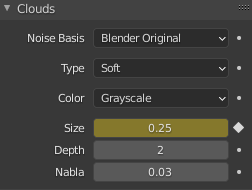 Clouds
Noise Basis Blender Original
Type Soft
Color Grayscale
Size 0.25
Depth 2
Nabla 0.03